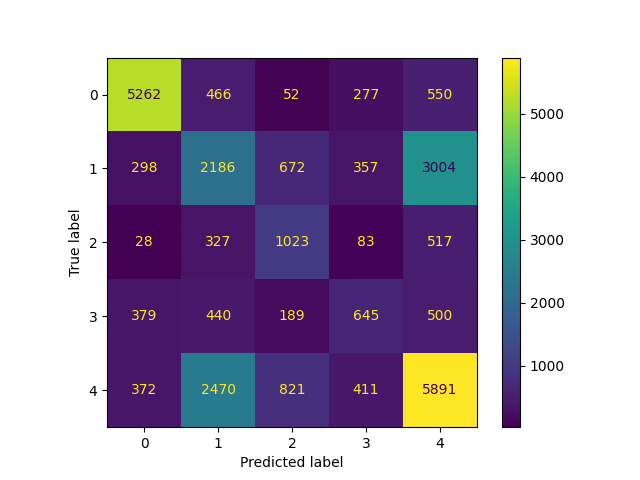 0 5262 466 52 277 550
1 298 2186 672 357 3004
2 28 327 1023 83 517
3 379 440 189 645 500
4 372 2470 821 411 5891
0 1 2 3 4
Predicted label
True label
5000
4000
3000
2000
1000